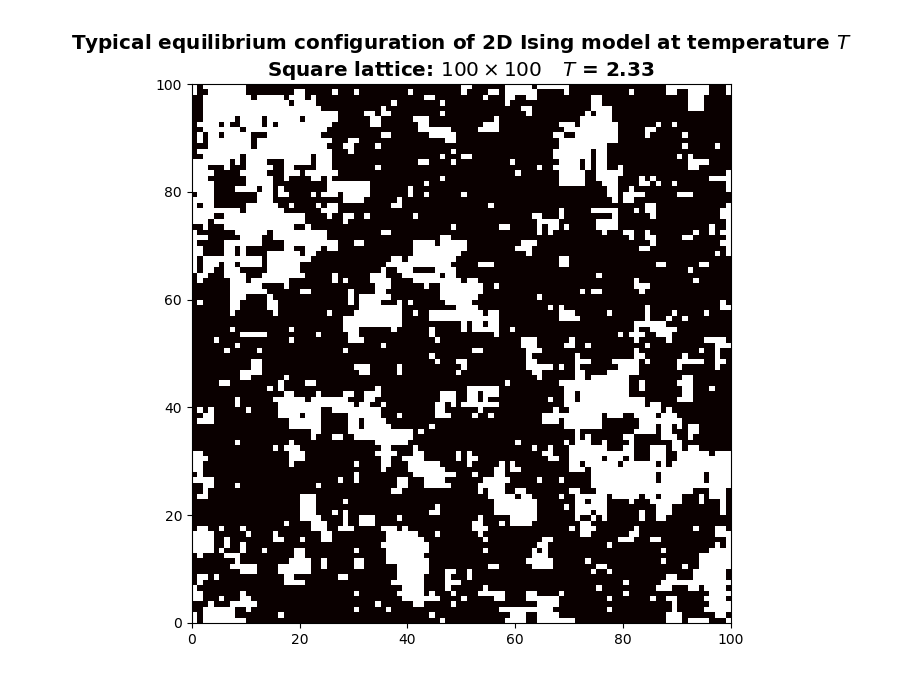 Typical equilibrium configuration of 2D Ising model at temperature T
Square lattice: 100 × 100 T = 2.33
100
80
60
40
20
0
0 20 40 60 80 100